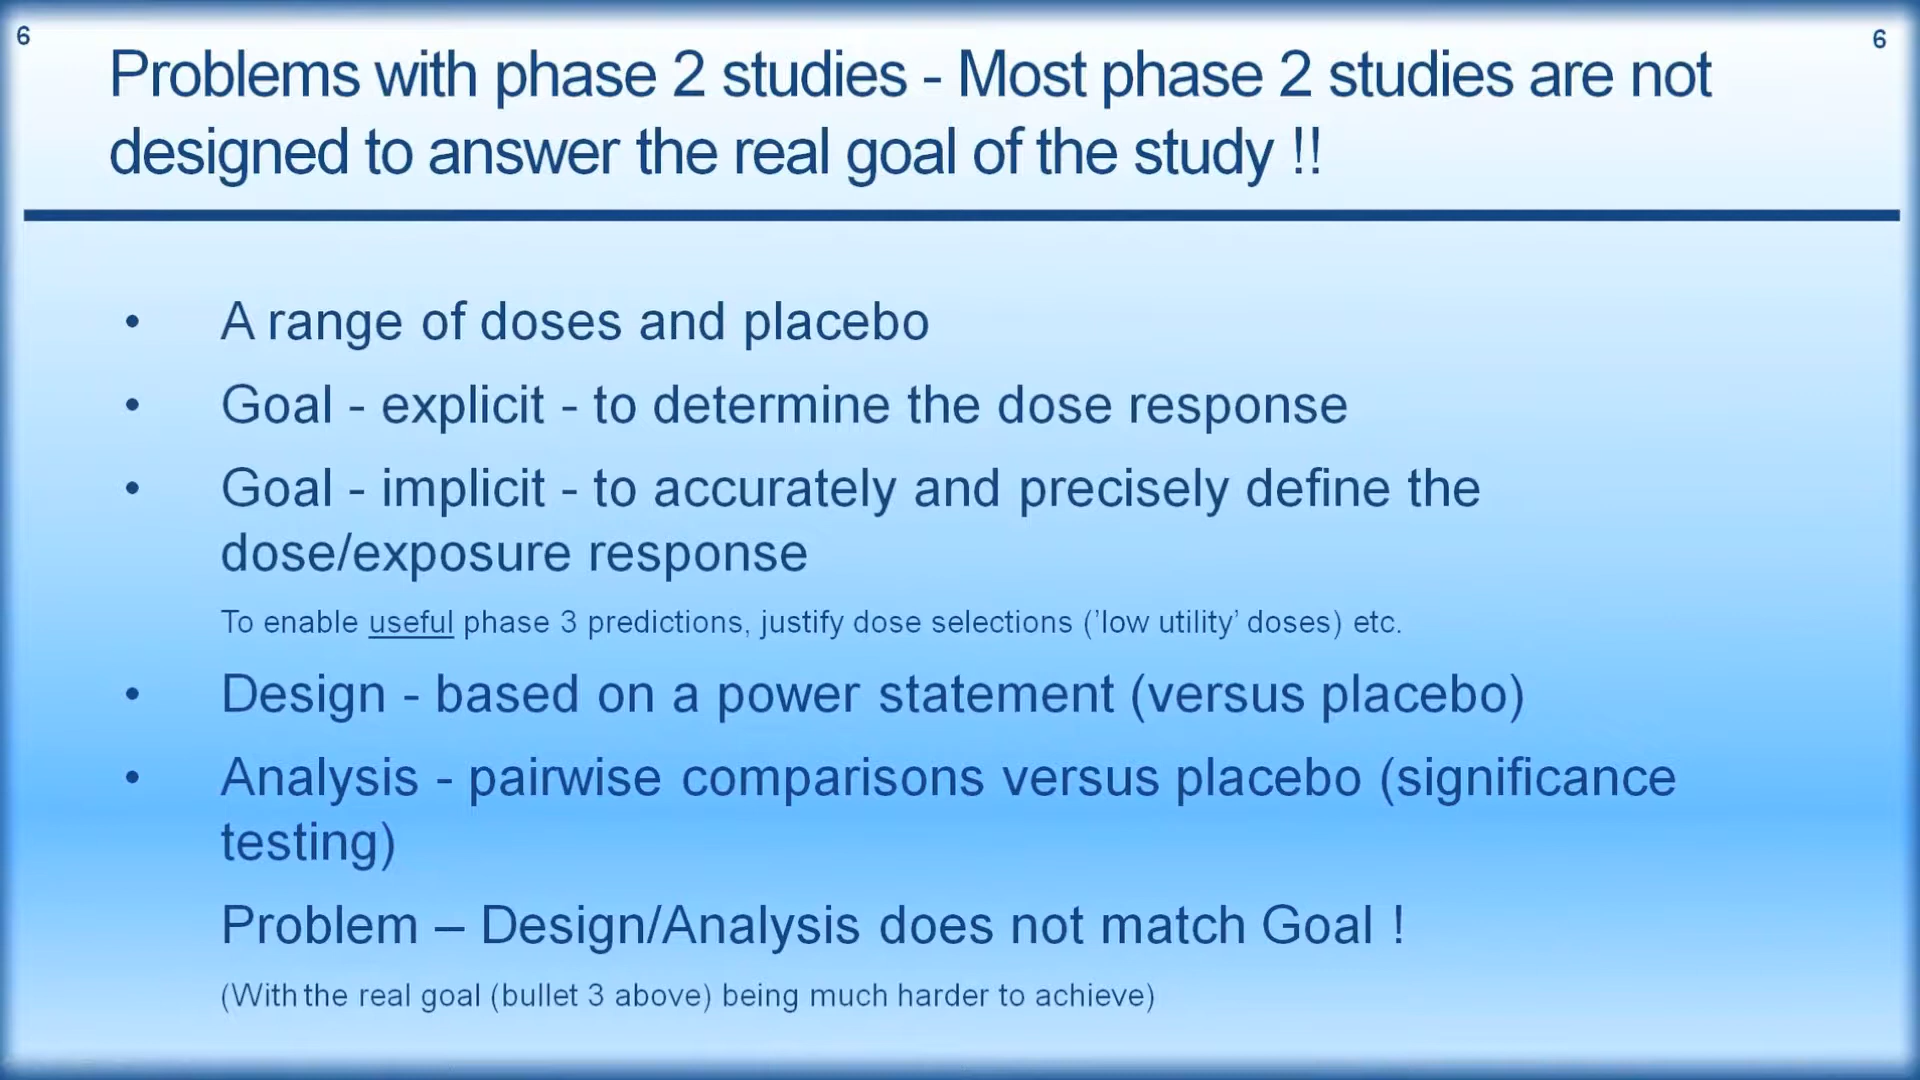 6
6
Problems with phase 2 studies - Most phase 2 studies are not
designed to answer the real goal of the study !!
• A range of doses and placebo
• Goal - explicit - to determine the dose response
• Goal - implicit - to accurately and precisely define the
dose/exposure response
To enable useful phase 3 predictions, justify dose selections (’low utility’ doses) etc.
• Design - based on a power statement (versus placebo)
• Analysis - pairwise comparisons versus placebo (significance
testing)
Problem – Design/Analysis does not match Goal !
(With the real goal (bullet 3 above) being much harder to achieve)